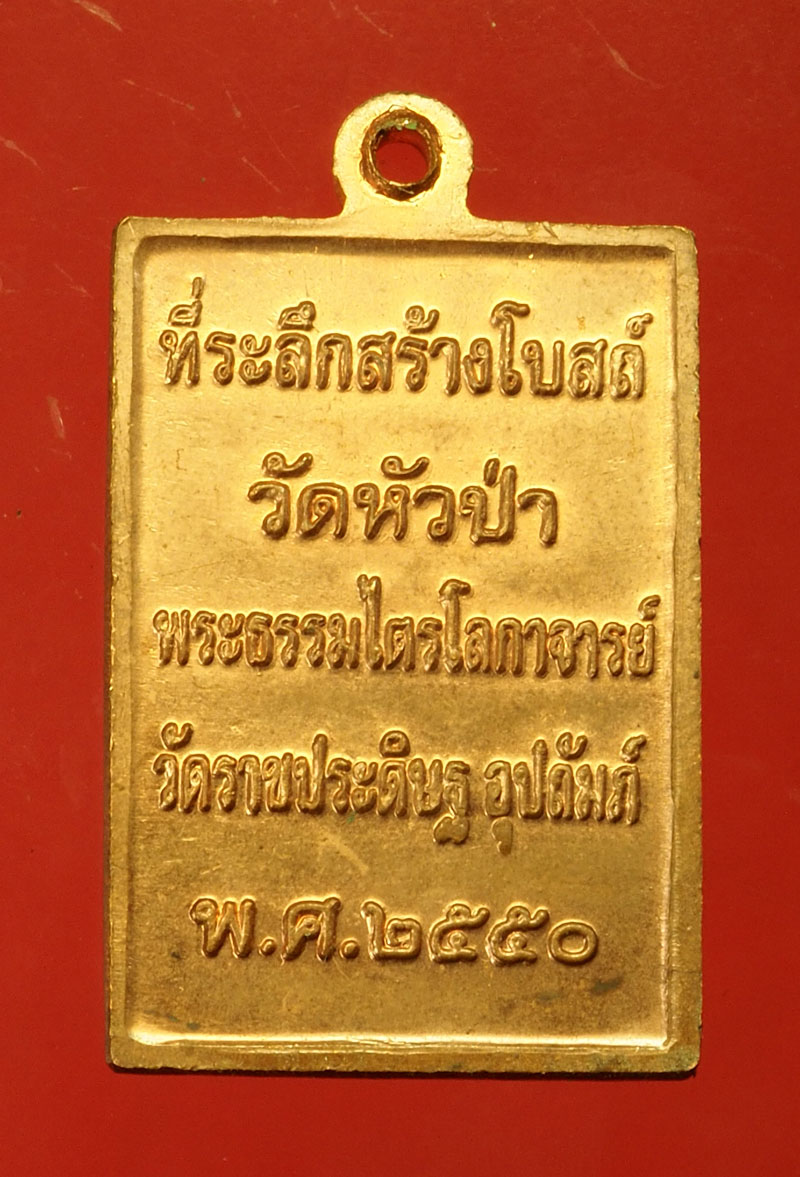 ที่ระลึกสร้างโบสถ์
วัดหัวป่า
พระธรรมไตรโลกาจารย์
วัดราชประดิษฐ อุปถัมภ์
พ.ศ.๒๕๕๐